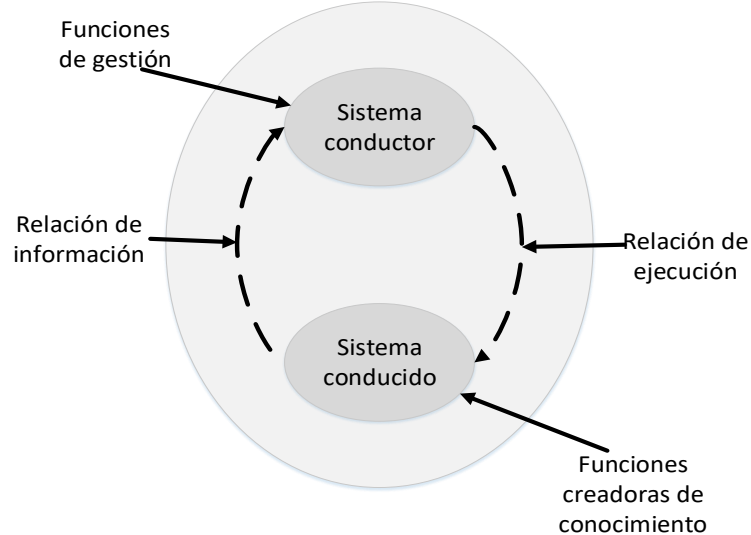 Funciones
de gestión
Sistema
conductor
Relación de
información
Relación de
ejecución
Sistema
conducido
Funciones
creadoras de
conocimiento